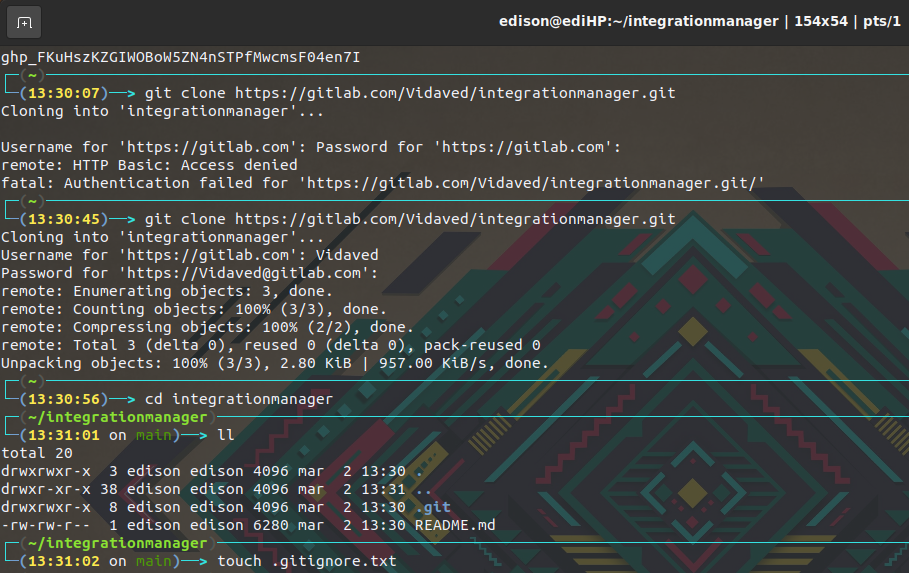 edison@ediHP:~/integrationmanager | 154x54 | pts/1
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
(~)
(13:30:07)──> git clone https://gitlab.com/Vidaved/integrationmanager.git
Cloning into 'integrationmanager'...
Username for 'https://gitlab.com': Password for 'https://gitlab.com':
remote: HTTP Basic: Access denied
fatal: Authentication failed for 'https://gitlab.com/Vidaved/integrationmanager.git/'
(~)
(13:30:45)──> git clone https://gitlab.com/Vidaved/integrationmanager.git
Cloning into 'integrationmanager'...
Username for 'https://gitlab.com': Vidaved
Password for 'https://Vidaved@gitlab.com':
remote: Enumerating objects: 3, done.
remote: Counting objects: 100% (3/3), done.
remote: Compressing objects: 100% (2/2), done.
remote: Total 3 (delta 0), reused 0 (delta 0), pack-reused 0
Unpacking objects: 100% (3/3), 2.80 KiB | 957.00 KiB/s, done.
(~)
(13:30:56)──> cd integrationmanager
(~/integrationmanager)
(13:31:01 on main)──> ll
total 20
drwxrwxr-x  3 edison edison 4096 mar  2 13:30 .
drwxr-xr-x 38 edison edison 4096 mar  2 13:31 ..
drwxrwxr-x  8 edison edison 4096 mar  2 13:30 .git
-rw-rw-r--  1 edison edison 6280 mar  2 13:30 README.md
(~/integrationmanager)
(13:31:02 on main)──> touch .gitignore.txt